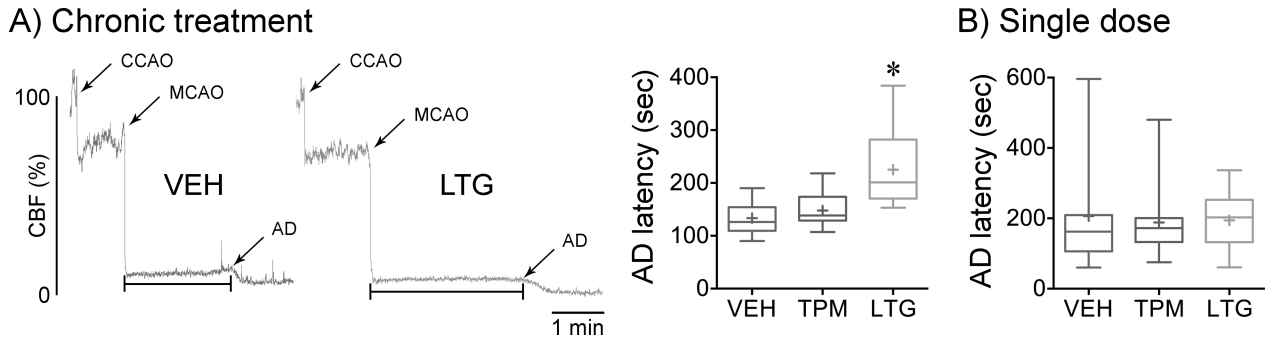 A) Chronic treatment
CCAO
MCAO
100
CBF (%)
0
VEH
AD
CCAO
MCAO
LTG
AD
1 min
AD latency (sec)
400
300
200
100
0
*
VEH TPM LTG
B) Single dose
AD latency (sec)
600
400
200
0
VEH TPM LTG